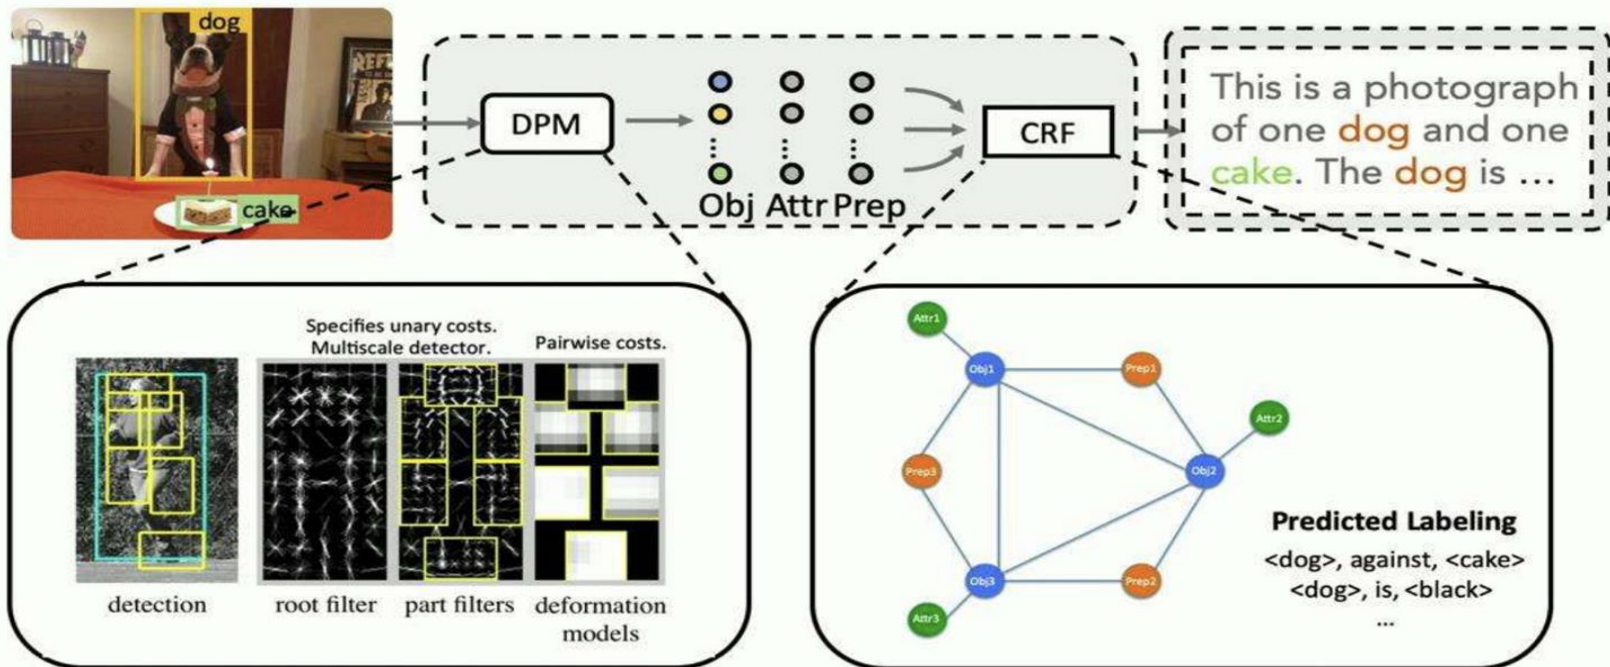 dog
cake
REFE
DPM
Obj Attr Prep
CRF
This is a photograph
of one dog and one
cake. The dog is ...
Specifies unary costs.
Multiscale detector.
Pairwise costs.
detection
root filter
part filters
deformation
models
Attr1
Obj1
Prep1
Attr2
Prep3
Obj2
Obj3
Prep2
Attr3
Predicted Labeling
<dog>, against, <cake>
<dog>, is, <black>
...